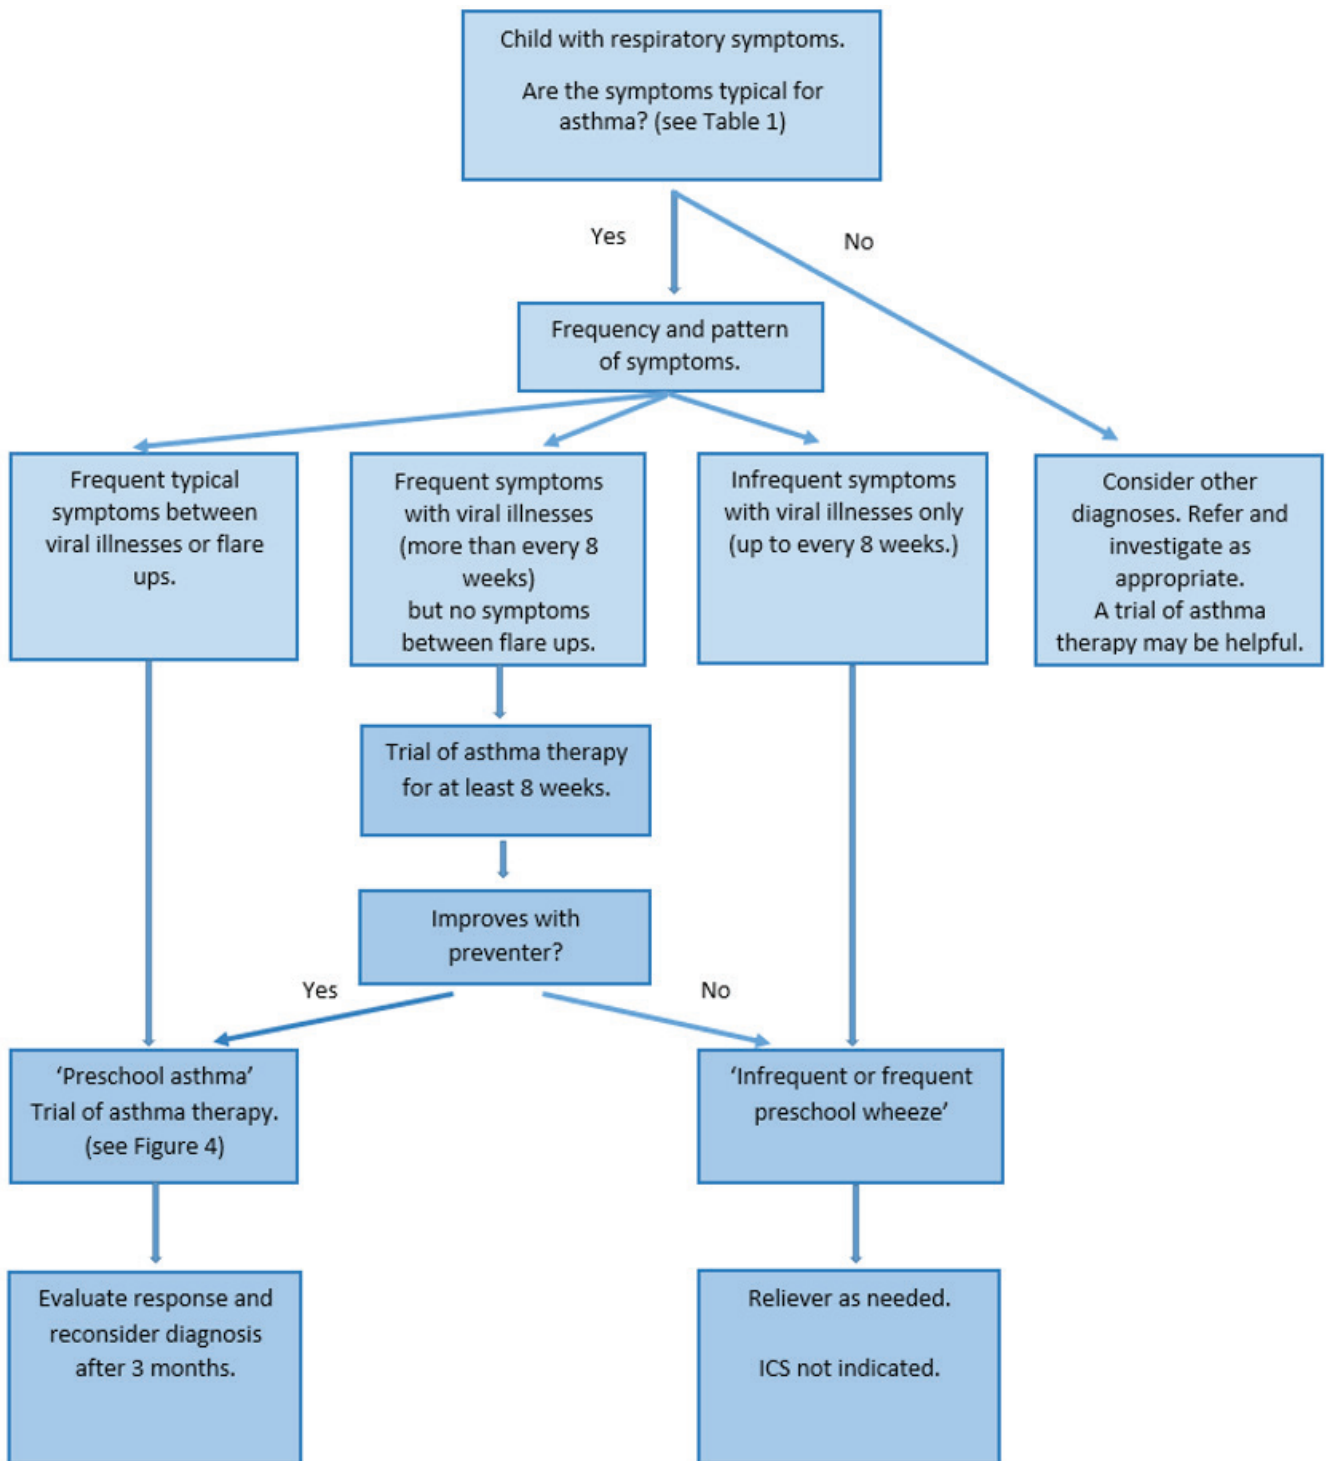 Child with respiratory symptoms.
Are the symptoms typical for
asthma? (see Table 1)
Yes
No
Frequency and pattern
of symptoms.
Frequent typical
symptoms between
viral illnesses or flare
ups.
Frequent symptoms
with viral illnesses
(more than every 8
weeks)
but no symptoms
between flare ups.
Infrequent symptoms
with viral illnesses only
(up to every 8 weeks.)
Consider other
diagnoses. Refer and
investigate as
appropriate.
A trial of asthma
therapy may be helpful.
Trial of asthma therapy
for at least 8 weeks.
Improves with
preventer?
Yes
No
‘Preschool asthma’
Trial of asthma therapy.
(see Figure 4)
‘Infrequent or frequent
preschool wheeze’
Evaluate response and
reconsider diagnosis
after 3 months.
Reliever as needed.
ICS not indicated.